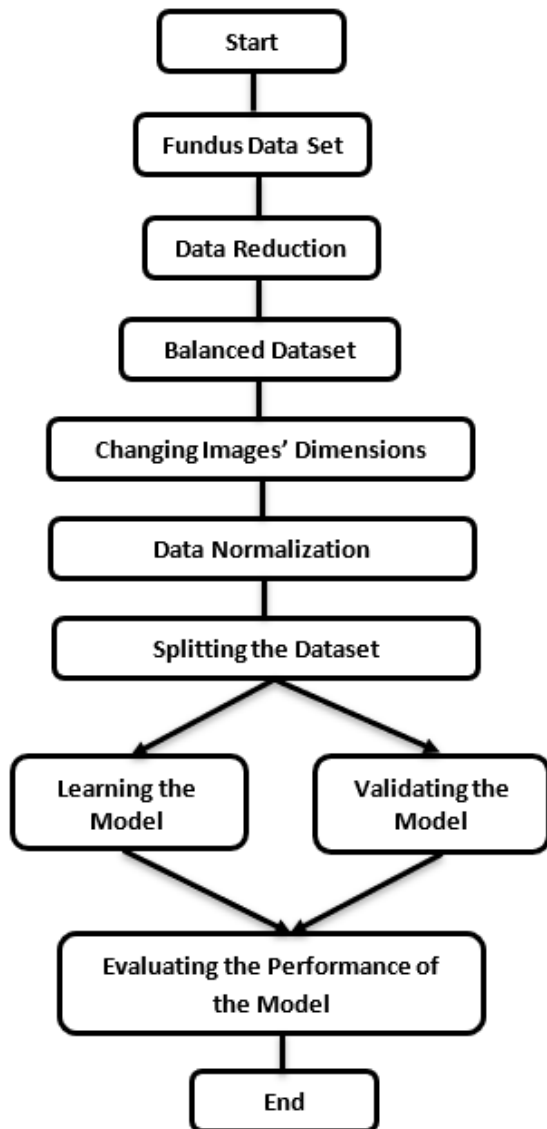 Start
Fundus Data Set
Data Reduction
Balanced Dataset
Changing Images’ Dimensions
Data Normalization
Splitting the Dataset
Learning the
Model
Validating the
Model
Evaluating the Performance of
the Model
End